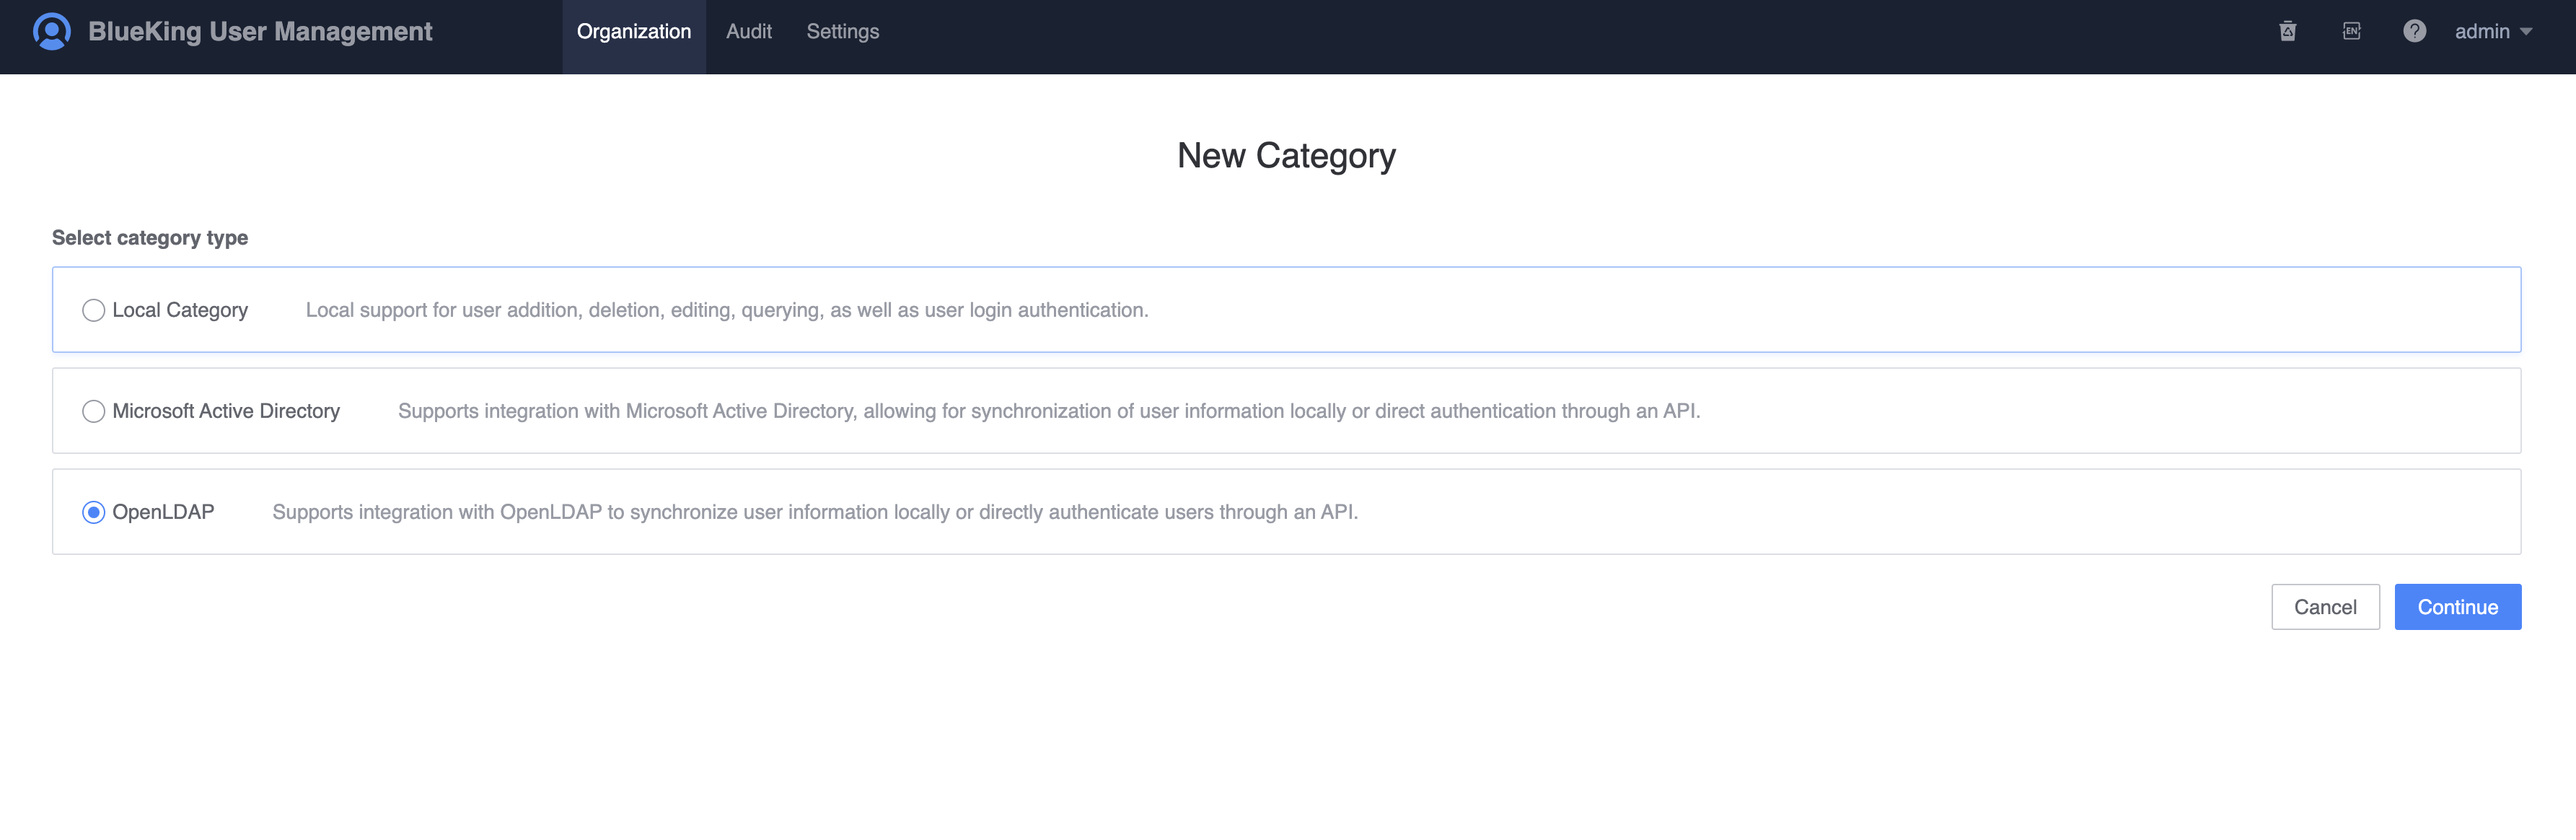 BlueKing User Management Organization Audit Settings EN ? admin
New Category
Select category type
Local Category Local support for user addition, deletion, editing, querying, as well as user login authentication.
Microsoft Active Directory Supports integration with Microsoft Active Directory, allowing for synchronization of user information locally or direct authentication through an API.
OpenLDAP Supports integration with OpenLDAP to synchronize user information locally or directly authenticate users through an API.
Cancel Continue